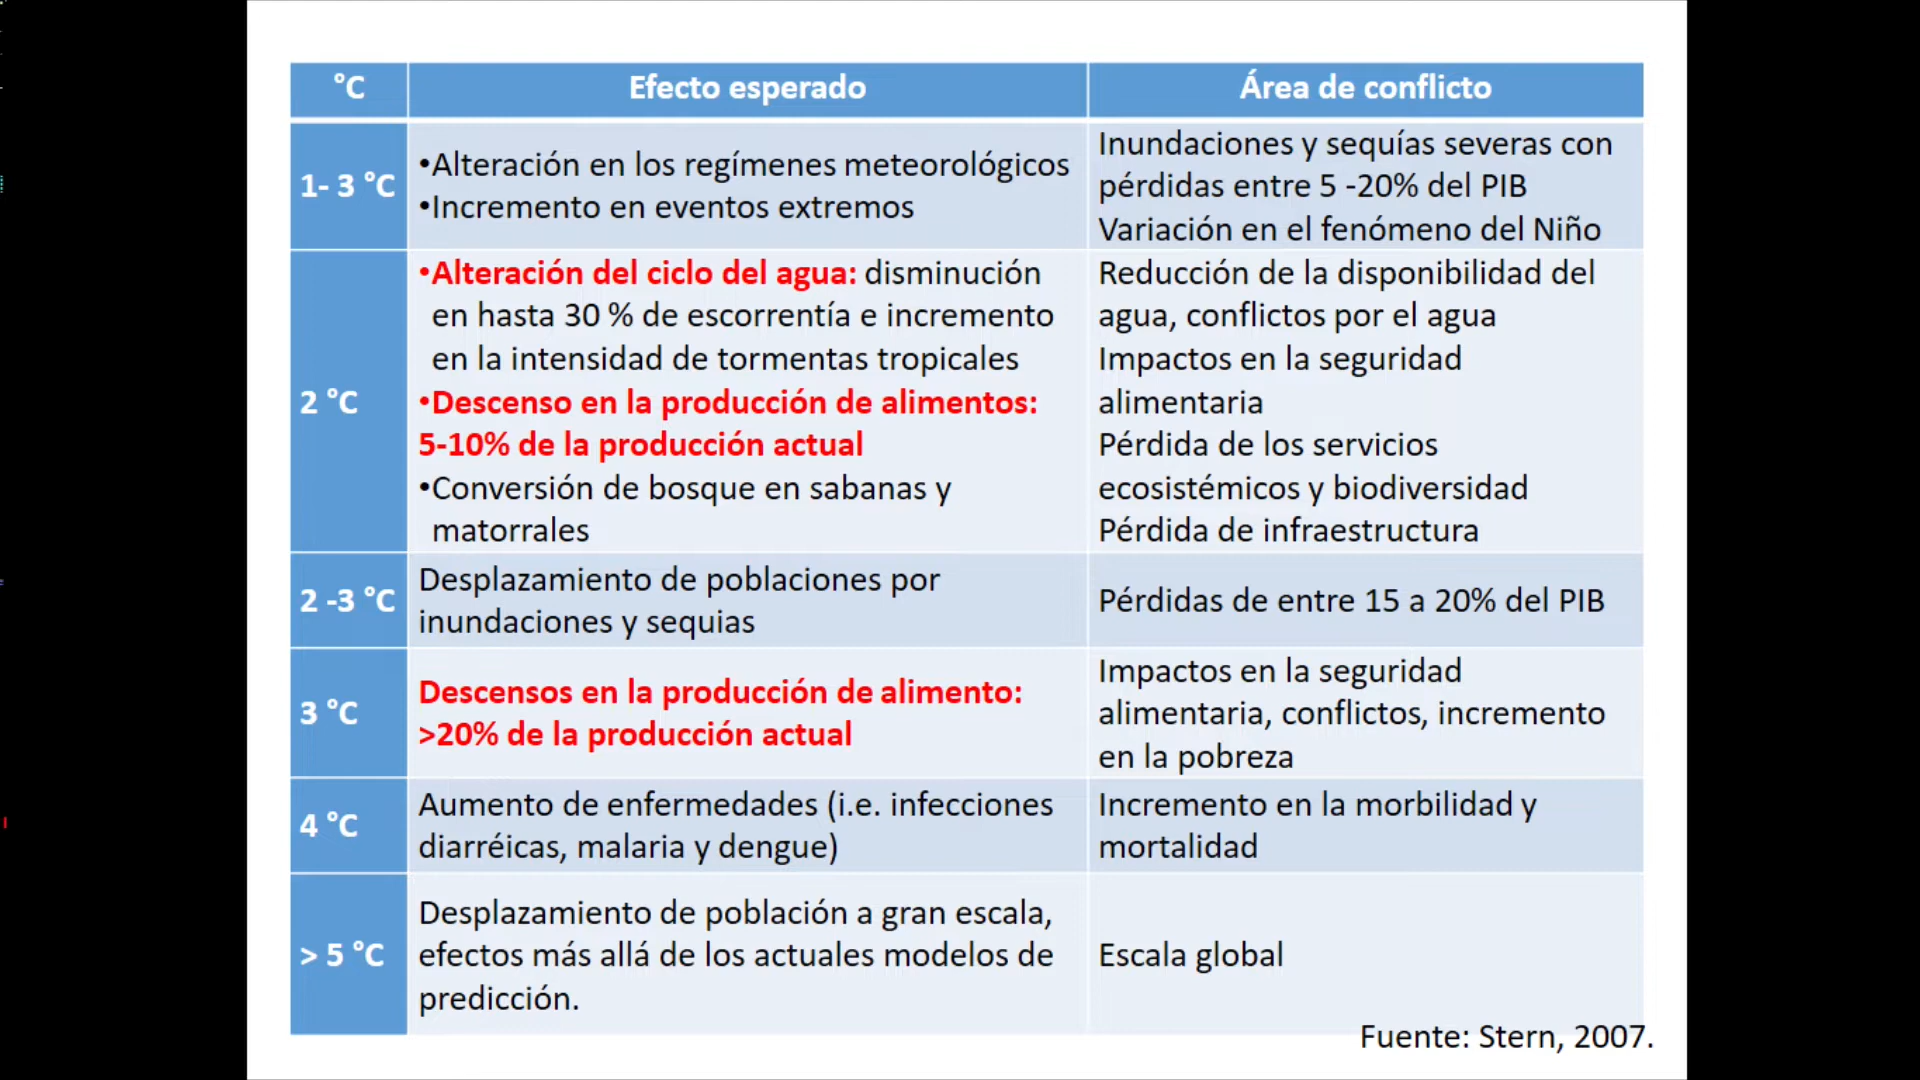 °C
Efecto esperado
Área de conflicto
1- 3 °C
•Alteración en los regímenes meteorológicos
•Incremento en eventos extremos
Inundaciones y sequías severas con
pérdidas entre 5 -20% del PIB
Variación en el fenómeno del Niño
2 °C
•Alteración del ciclo del agua: disminución
en hasta 30 % de escorrentía e incremento
en la intensidad de tormentas tropicales
•Descenso en la producción de alimentos:
5-10% de la producción actual
•Conversión de bosque en sabanas y
matorrales
Reducción de la disponibilidad del
agua, conflictos por el agua
Impactos en la seguridad
alimentaria
Pérdida de los servicios
ecosistémicos y biodiversidad
Pérdida de infraestructura
2 -3 °C
Desplazamiento de poblaciones por
inundaciones y sequias
Pérdidas de entre 15 a 20% del PIB
3 °C
Descensos en la producción de alimento:
>20% de la producción actual
Impactos en la seguridad
alimentaria, conflictos, incremento
en la pobreza
4 °C
Aumento de enfermedades (i.e. infecciones
diarréicas, malaria y dengue)
Incremento en la morbilidad y
mortalidad
> 5 °C
Desplazamiento de población a gran escala,
efectos más allá de los actuales modelos de
predicción.
Escala global
Fuente: Stern, 2007.